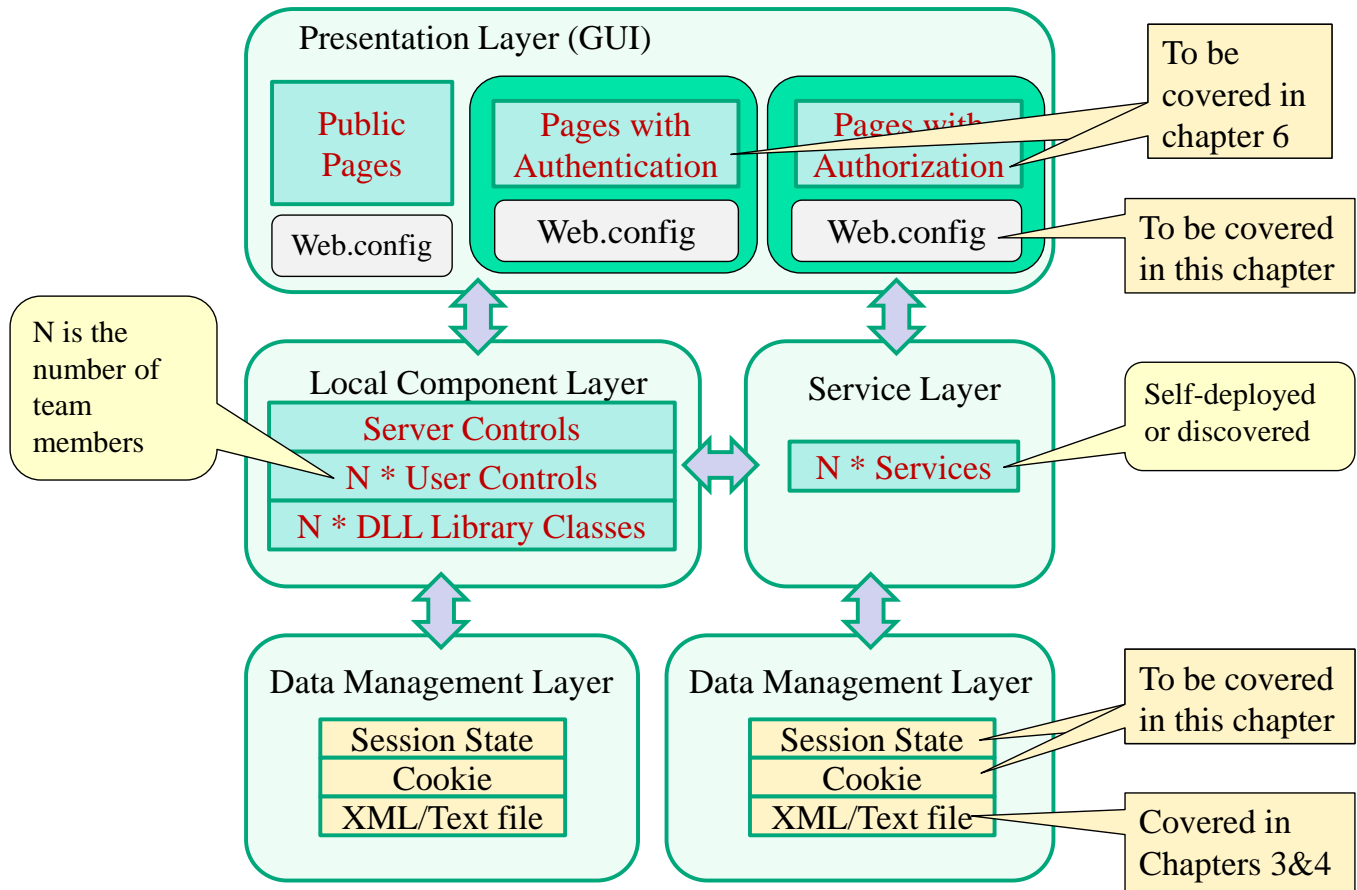 Presentation Layer (GUI)
Public
Pages
Web.config
Pages with
Authentication
Web.config
Pages with
Authorization
Web.config
To be
covered in
chapter 6
To be covered
in this chapter
N is the
number of
team
members
Local Component Layer
Server Controls
N * User Controls
N * DLL Library Classes
Service Layer
N * Services
Self-deployed
or discovered
Data Management Layer
Session State
Cookie
XML/Text file
Data Management Layer
Session State
Cookie
XML/Text file
To be covered
in this chapter
Covered in
Chapters 3&4